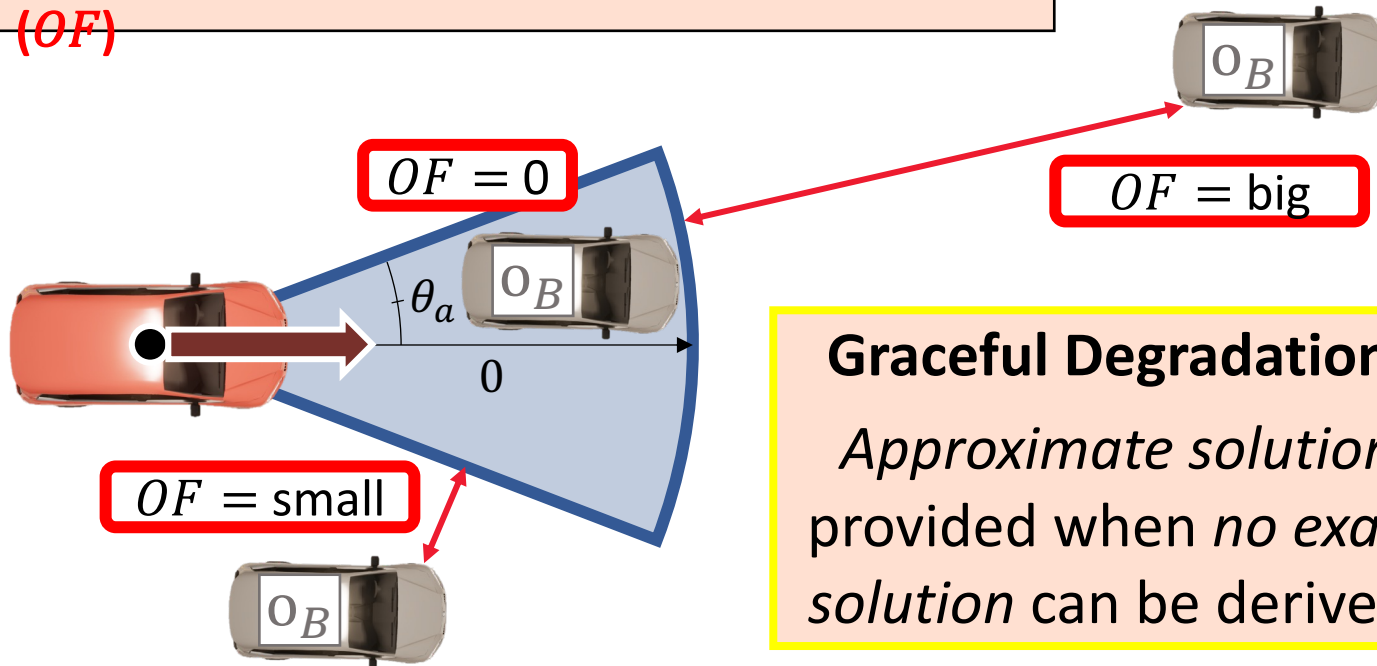 (OF)
o_B
OF = 0
OF = big
o_B
θ_a
0
Graceful Degradation
Approximate solution
OF = small
provided when no exa
solution can be derive
o_B